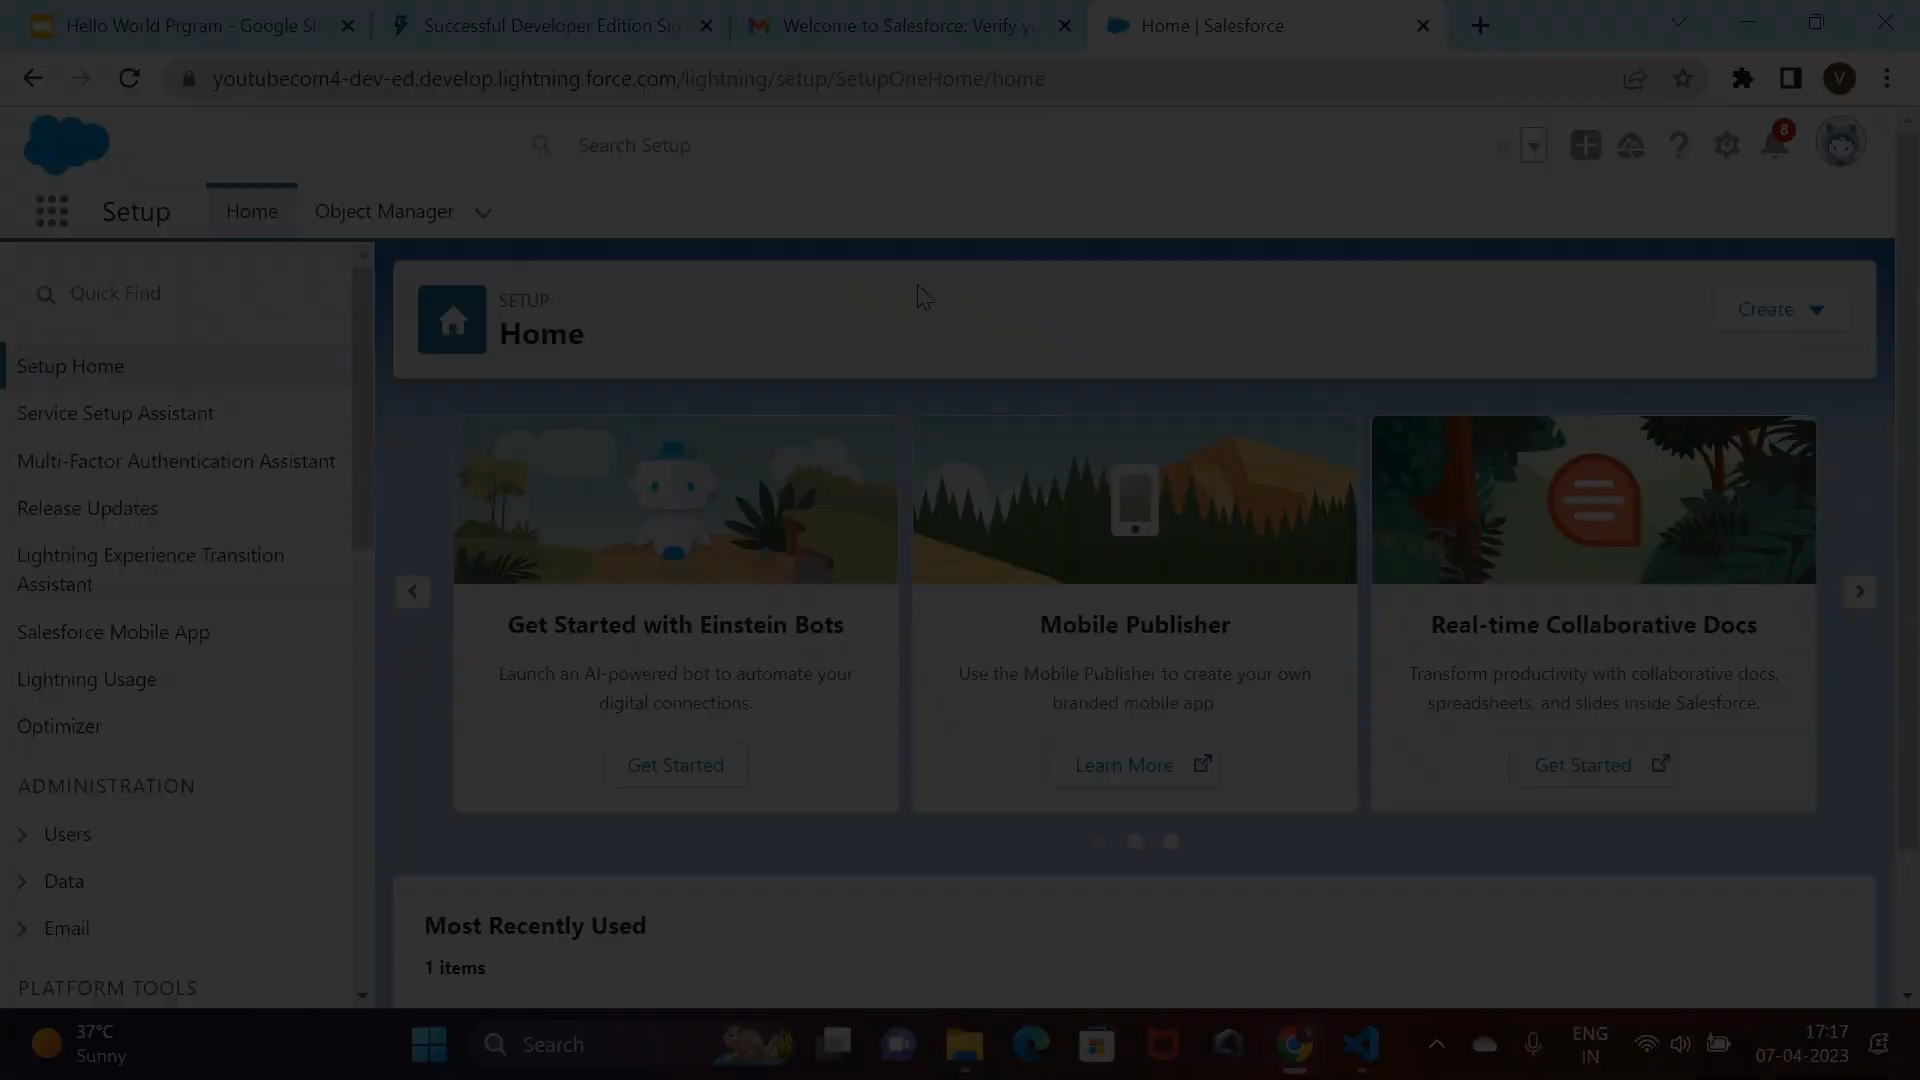 Hello World Prgram - Google Sli
Successful Developer Edition Sig
Welcome to Salesforce: Verify yo
Home | Salesforce
youtubecom4-dev-ed.develop.lightning.force.com/lightning/setup/SetupOneHome/home
V
Search Setup
8
Setup
Home
Object Manager
Quick Find
Setup Home
Service Setup Assistant
Multi-Factor Authentication Assistant
Release Updates
Lightning Experience Transition
Assistant
Salesforce Mobile App
Lightning Usage
Optimizer
ADMINISTRATION
Users
Data
Email
PLATFORM TOOLS
SETUP
Home
Create
Get Started with Einstein Bots
Launch an AI-powered bot to automate your
digital connections.
Get Started
Mobile Publisher
Use the Mobile Publisher to create your own
branded mobile app.
Learn More
Real-time Collaborative Docs
Transform productivity with collaborative docs,
spreadsheets, and slides inside Salesforce.
Get Started
Most Recently Used
1 items
37°C
Sunny
Search
ENG
IN
17:17
07-04-2023